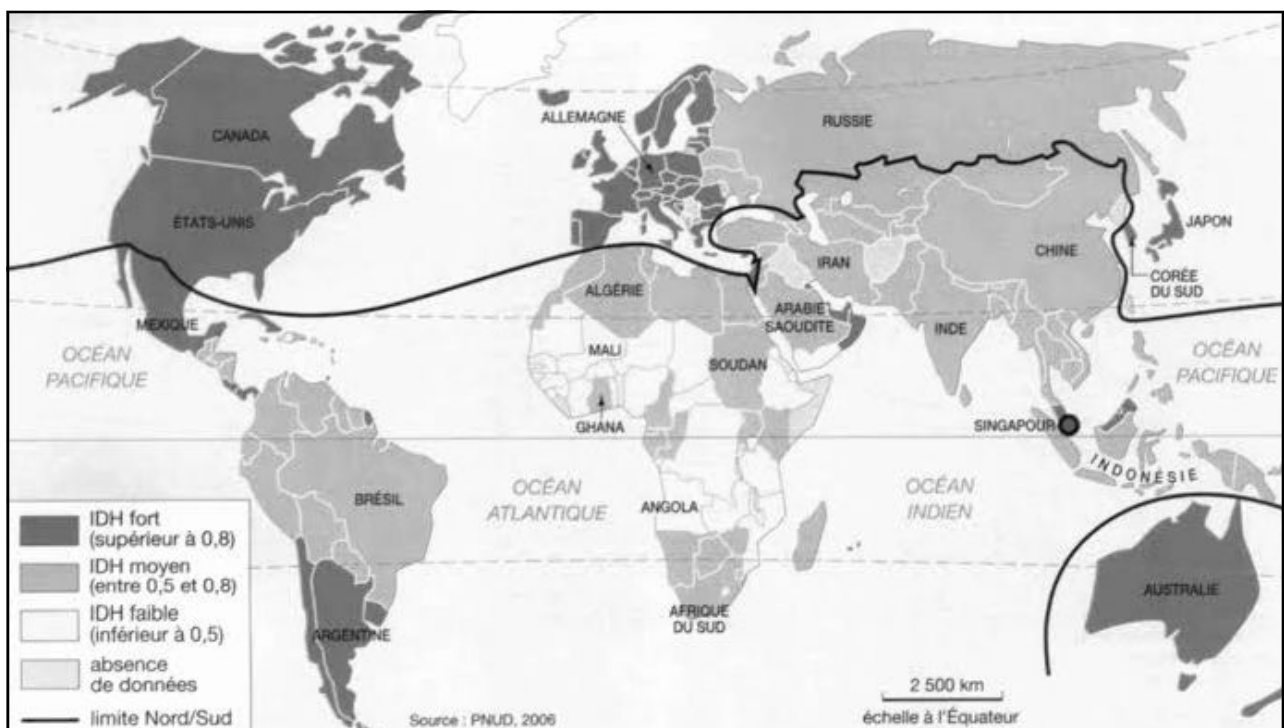 CANADA
ÉTATS-UNIS
MEXIQUE
OCÉAN
PACIFIQUE
BRÉSIL
ARGENTINE
OCÉAN
ATLANTIQUE
ALLEMAGNE
ALGÉRIE
MALI
GHANA
SOUDAN
ANGOLA
AFRIQUE
DU SUD
RUSSIE
IRAN
ARABIE
SAOUDITE
INDE
CHINE
JAPON
CORÉE
DU SUD
OCÉAN
PACIFIQUE
SINGAPOUR
INDONÉSIE
OCÉAN
INDIEN
AUSTRALIE
IDH fort
(supérieur à 0,8)
IDH moyen
(entre 0,5 et 0,8)
IDH faible
(inférieur à 0,5)
absence
de données
limite Nord/Sud
Source : PNUD, 2006
2 500 km
échelle à l'Équateur